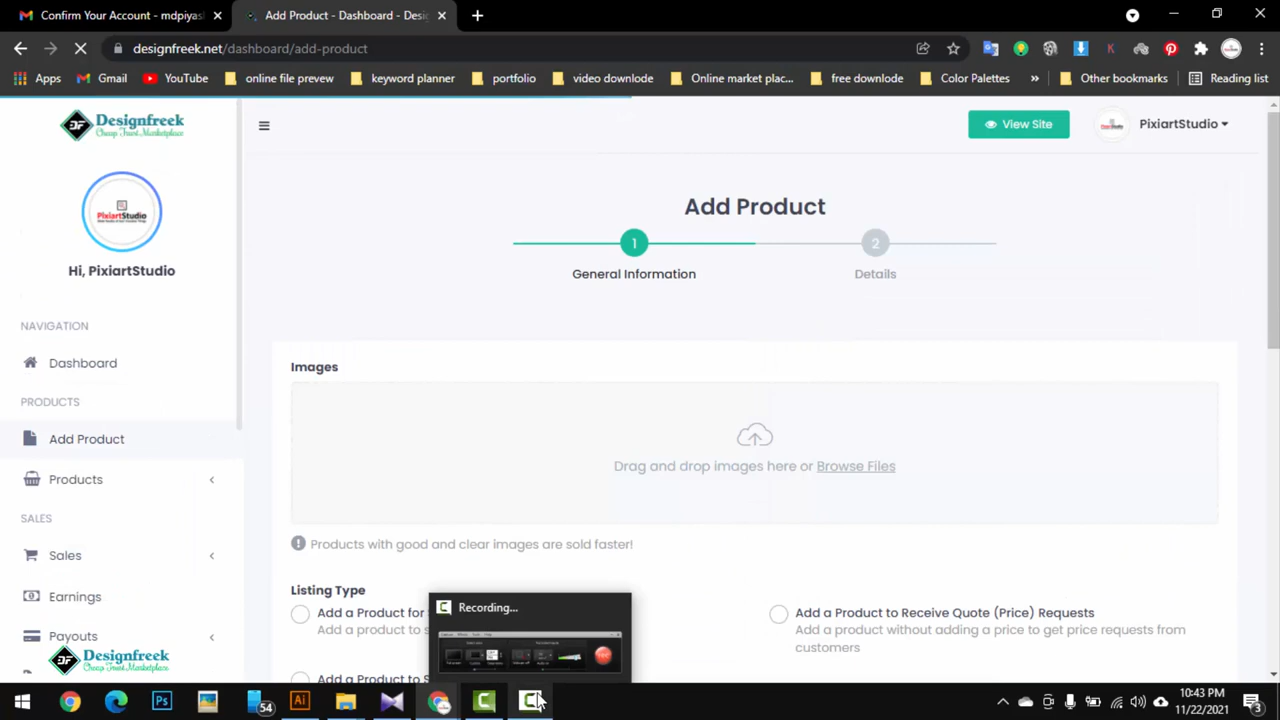 Confirm Your Account - mdpiyas
Add Product - Dashboard - Desi
designfreek.net/dashboard/add-product
Apps
Gmail
YouTube
online file preview
keyword planner
portfolio
video downlode
Online market plac...
free downlode
Color Palettes
»
Other bookmarks
Reading list
Designfreek
Cheap Trust Marketplace
View Site
PixiartStudio
Add Product
PixiartStudio
1
2
General Information
Details
Hi, PixiartStudio
NAVIGATION
Dashboard
PRODUCTS
Add Product
Products
SALES
Sales
Earnings
Payouts
Images
Drag and drop images here or Browse Files
Products with good and clear images are sold faster!
Listing Type
Add a Product for S
Add a product to s
Add a Product to Receive Quote (Price) Requests
Add a product without adding a price to get price requests from
customers
Add a Product to S
Recording...
Designfreek
Cheap Trust Marketplace
Ps
54
Ai
10:43 PM
11/22/2021
3